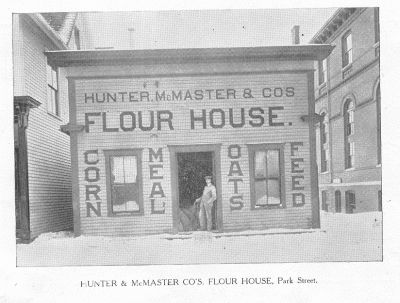 HUNTER, McMASTER & COS
FLOUR HOUSE.
CORN
MEAL
OATS
FEED
HUNTER & McMASTER CO'S. FLOUR HOUSE, Park Street.